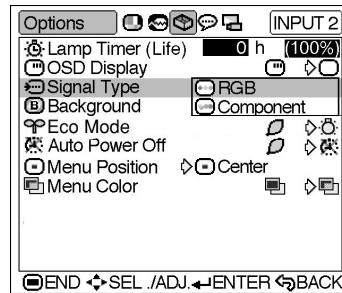 Options INPUT 2
Lamp Timer (Life) 0 h (100%)
OSD Display
Signal Type RGB
Background Component
Eco Mode
Auto Power Off
Menu Position Center
Menu Color
END SEL ./ADJ. ENTER BACK